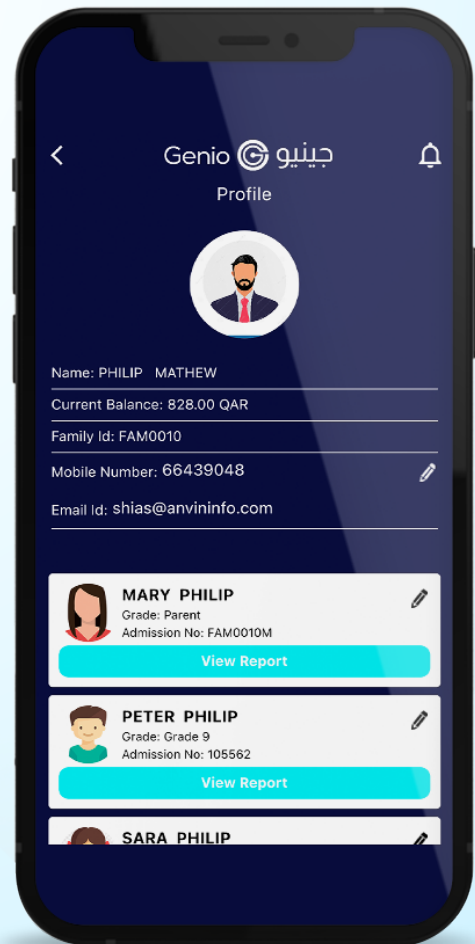 Genio جينيو
Profile
Name: PHILIP MATHEW
Current Balance: 828.00 QAR
Family Id: FAM0010
Mobile Number: 66439048
Email Id: shias@anvininfo.com
MARY PHILIP
Grade: Parent
Admission No: FAM0010M
View Report
PETER PHILIP
Grade: Grade 9
Admission No: 105562
View Report
SARA PHILIP